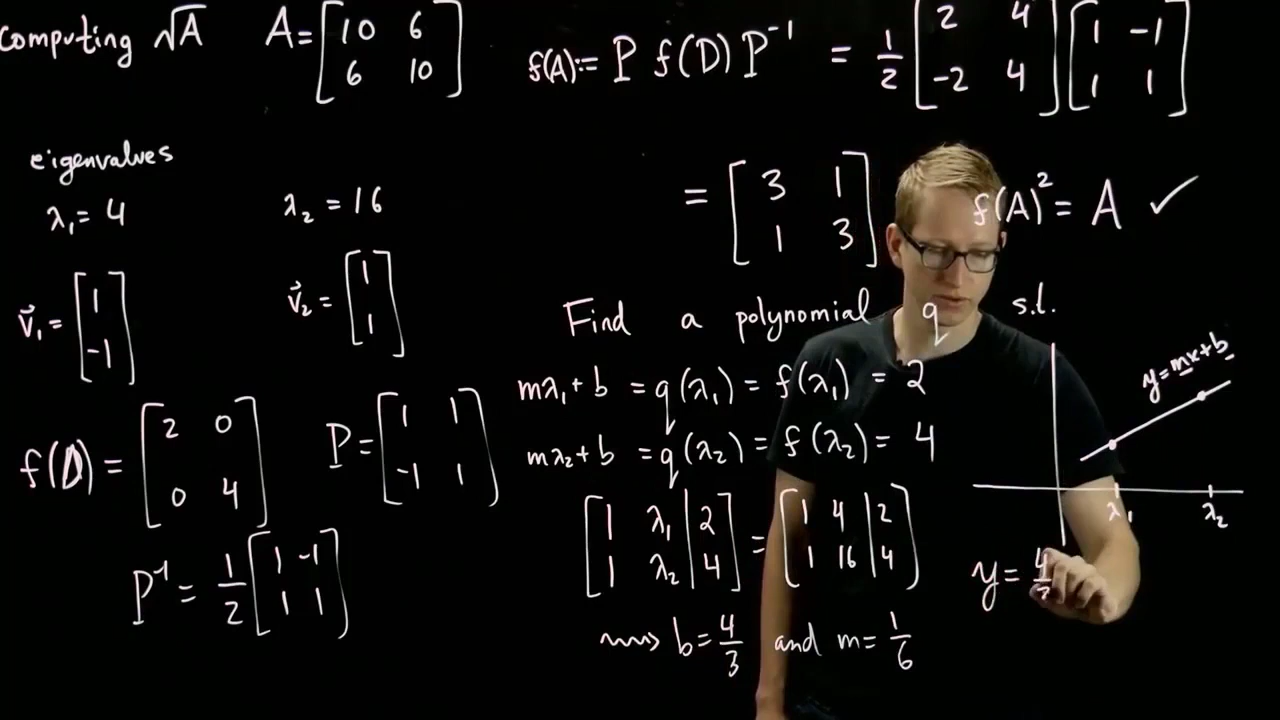 computing √A A = [10 6; 6 10]
f(A) := P f(D) P⁻¹ = 1/2 [2 4; -2 4] [1 -1; 1 1]
= [3 1; 1 3] f(A)² = A ✓
eigenvalves
λ₁ = 4 λ₂ = 16
v⃗₁ = [1; -1] v⃗₂ = [1; 1]
f(D) = [2 0; 0 4] P = [1 1; -1 1]
P⁻¹ = 1/2 [1 -1; 1 1]
Find a polynomial q s.t.
mλ₁ + b = q(λ₁) = f(λ₁) = 2
mλ₂ + b = q(λ₂) = f(λ₂) = 4
[1 λ₁ | 2; 1 λ₂ | 4] = [1 4 | 2; 1 16 | 4]
⇝ b = 4/3 and m = 1/6
y = mx + b
λ₁ λ₂
y = 4